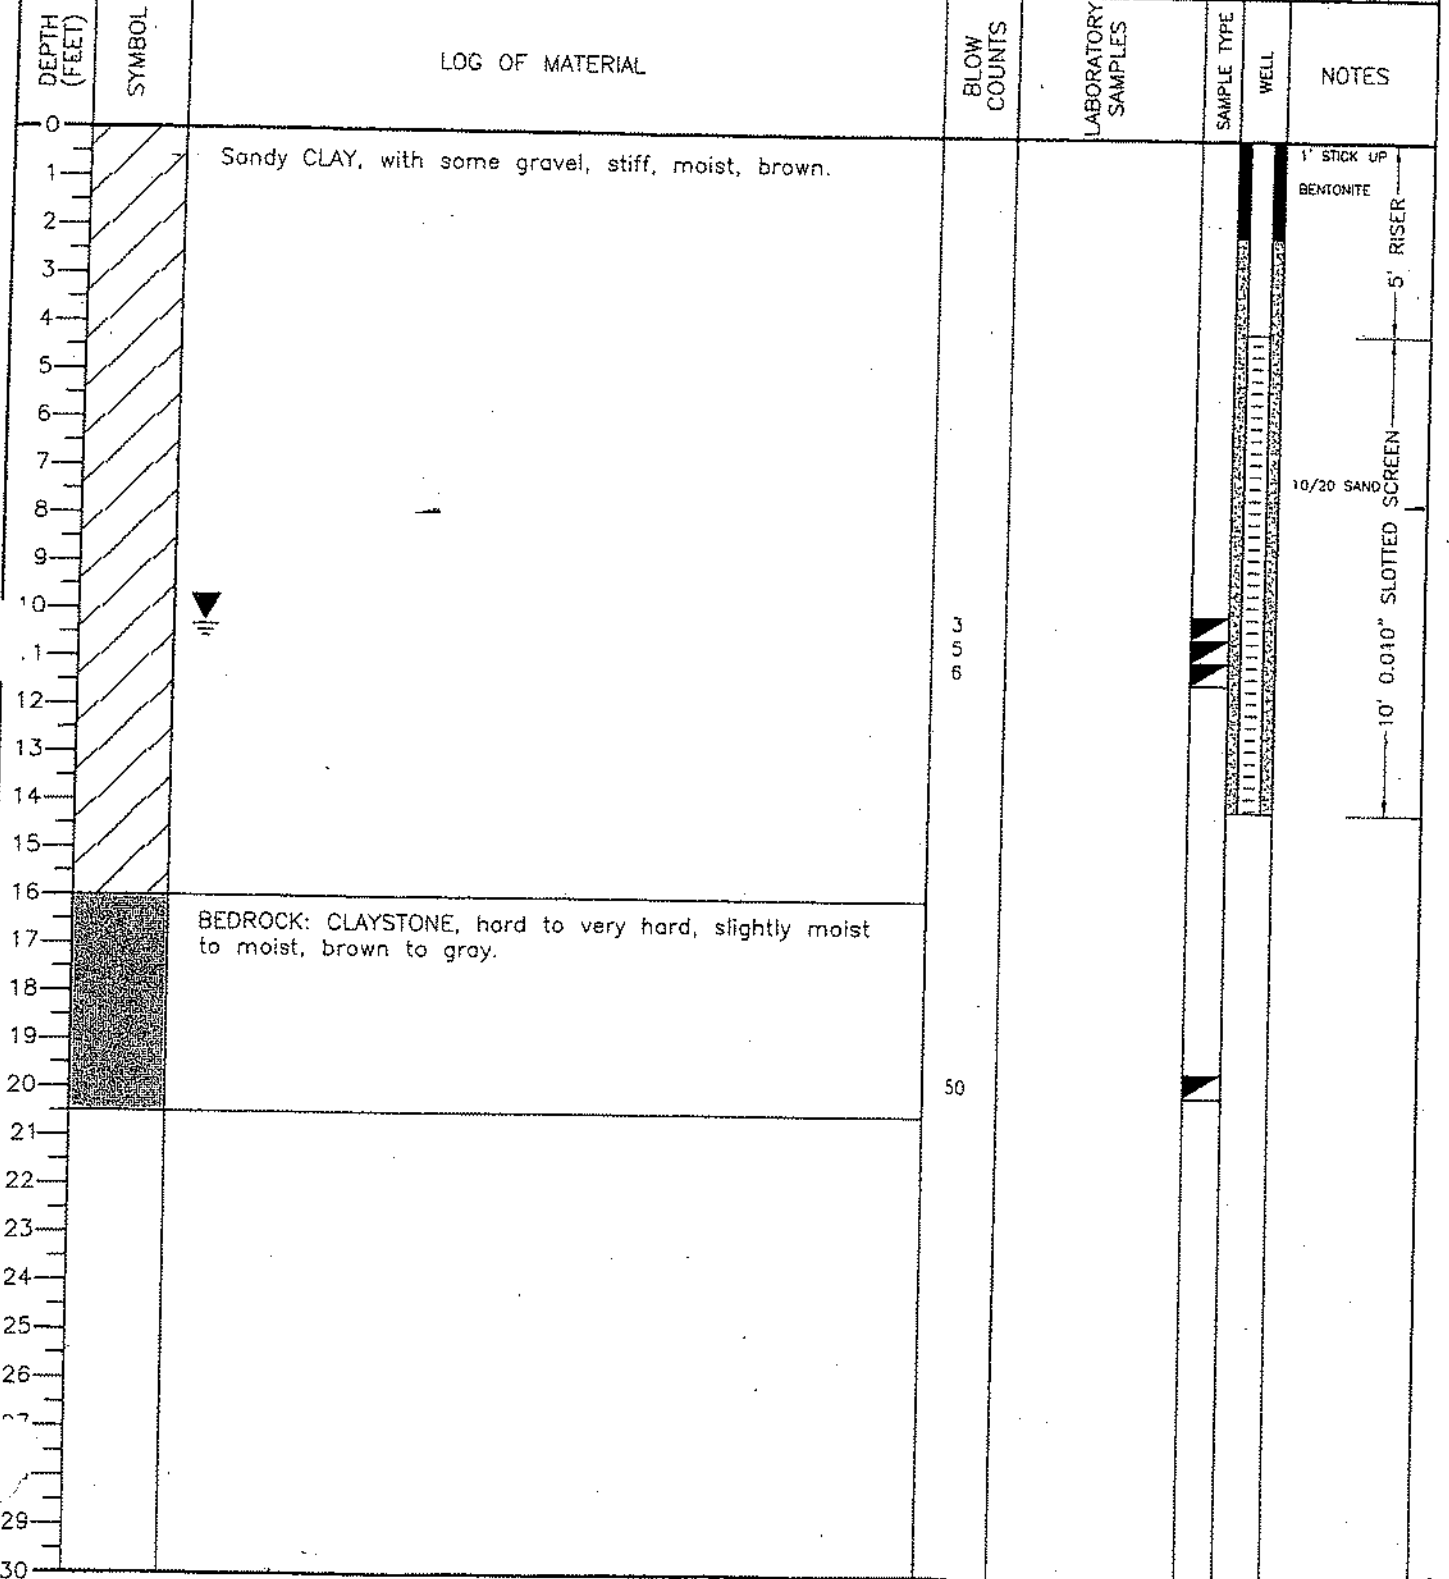 DEPTH (FEET)
SYMBOL
LOG OF MATERIAL
BLOW COUNTS
LABORATORY SAMPLES
SAMPLE TYPE
WELL
NOTES
0
Sandy CLAY, with some gravel, stiff, moist, brown.
1' STICK UP
1
BENTONITE
2
5' RISER
3
4
5
6
7
10/20 SAND
8
10' 0.010" SLOTTED SCREEN
9
10
3
.1
5
6
12
13
14
15
16
BEDROCK: CLAYSTONE, hard to very hard, slightly moist
17
to moist, brown to gray.
18
19
20
50
21
22
23
24
25
26
29
30